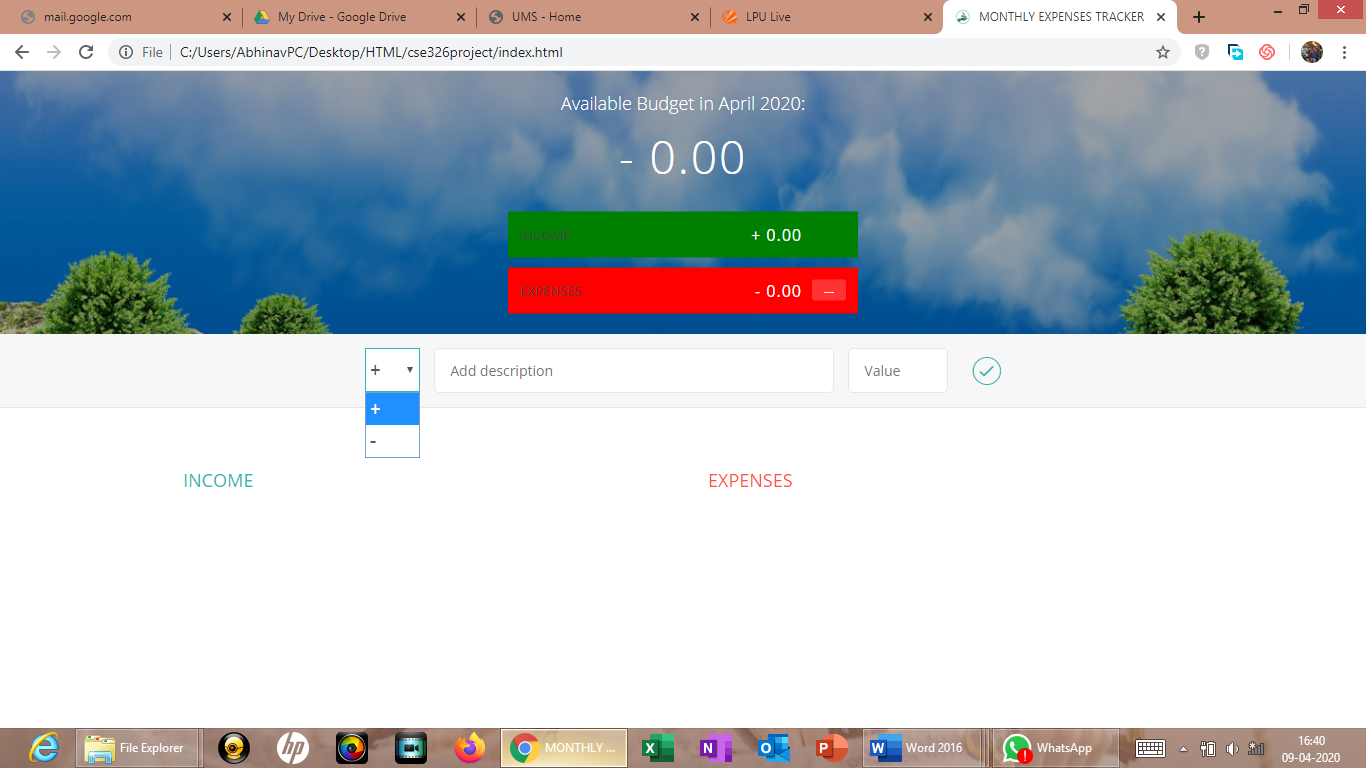 mail.google.com
My Drive - Google Drive
UMS - Home
LPU Live
MONTHLY EXPENSES TRACKER
File
C:/Users/AbhinavPC/Desktop/HTML/cse326project/index.html
Available Budget in April 2020:
- 0.00
INCOME + 0.00
EXPENSES - 0.00 ---
+
Add description
Value
+
-
INCOME
EXPENSES
File Explorer
MONTHLY ...
Word 2016
WhatsApp
16:40
09-04-2020